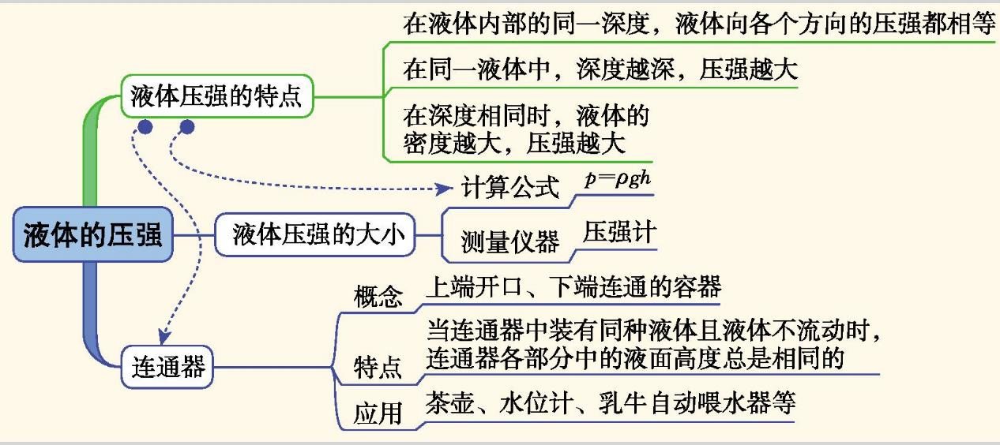 在液体内部的同一深度，液体向各个方向的压强都相等
在同一液体中，深度越深，压强越大
液体压强的特点
在深度相同时，液体的
密度越大，压强越大
计算公式
p=ρgh
液体的压强
液体压强的大小
测量仪器
压强计
概念
上端开口、下端连通的容器
当连通器中装有同种液体且液体不流动时，
连通器各部分中的液面高度总是相同的
特点
连通器
应用
茶壶、水位计、乳牛自动喂水器等